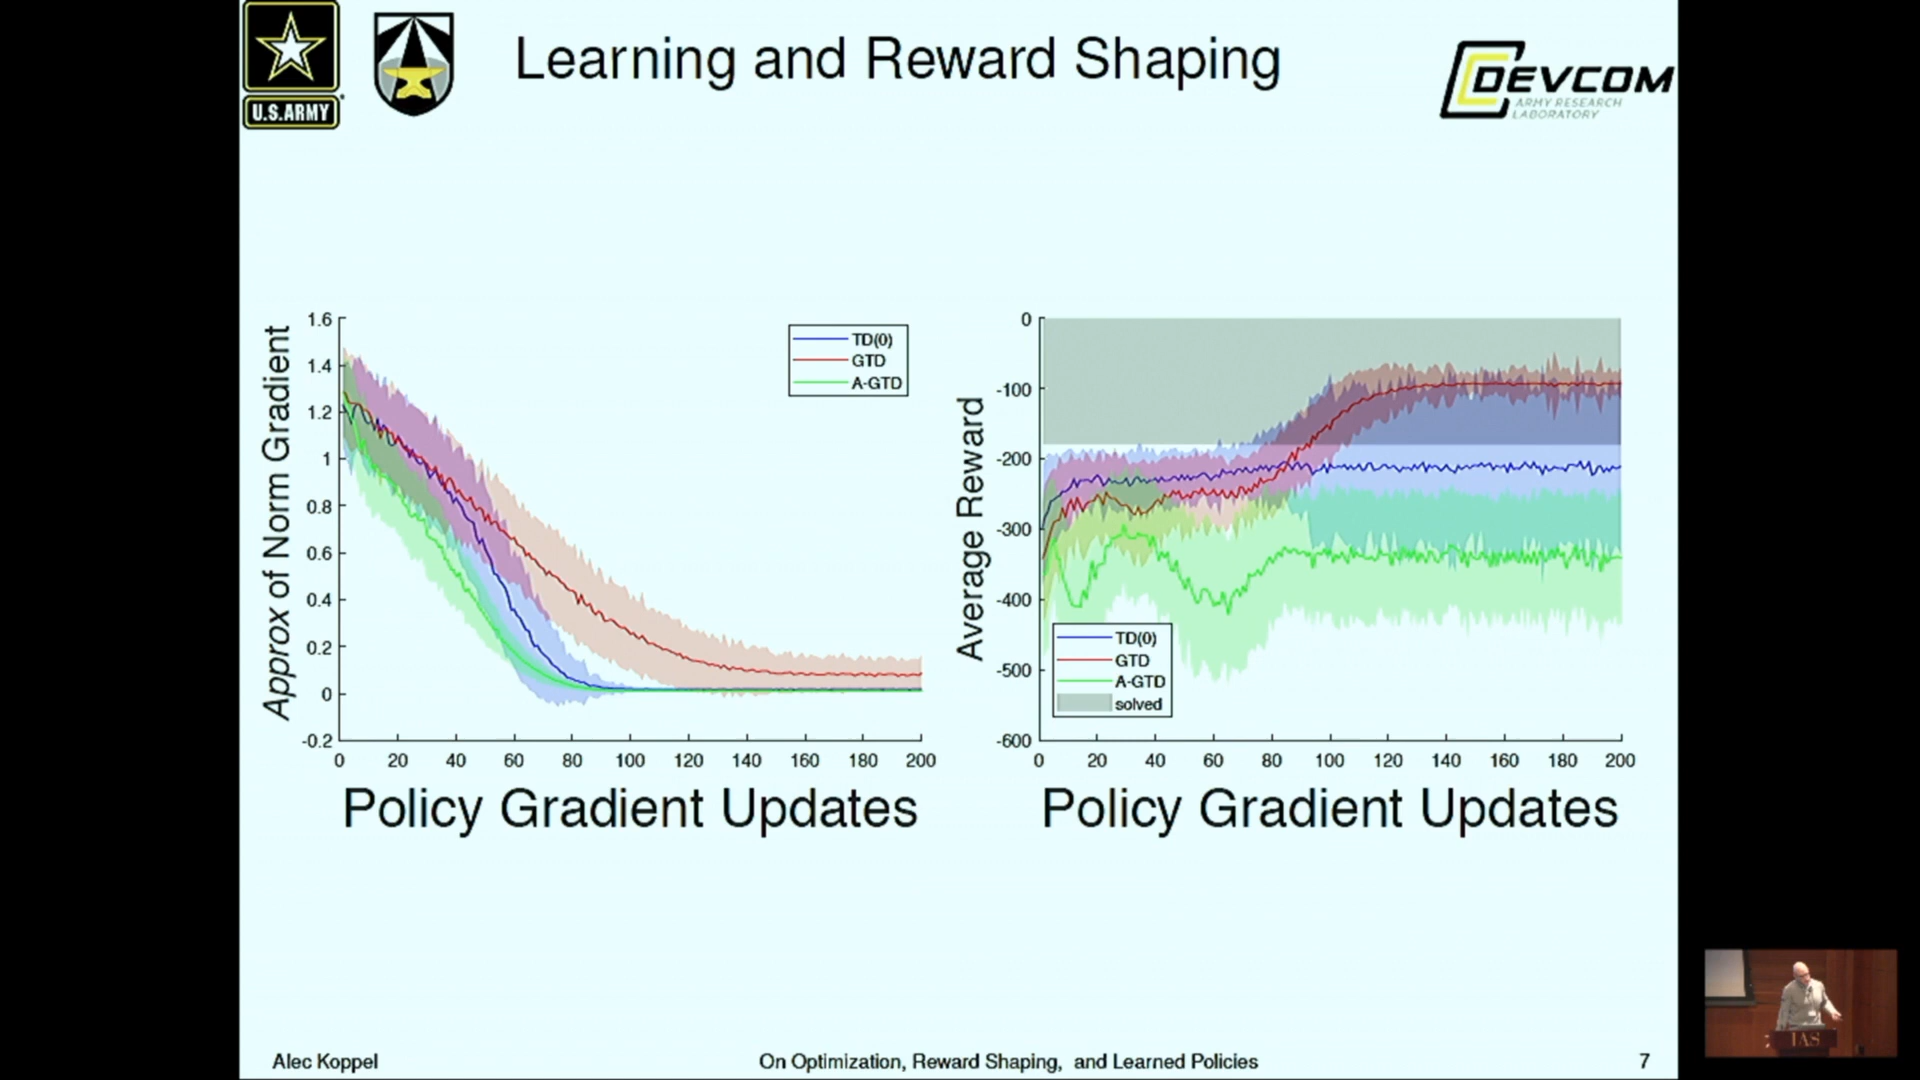 U.S.ARMY
Learning and Reward Shaping
DEVCOM
ARMY RESEARCH
LABORATORY
Approx of Norm Gradient
1.6
1.4
1.2
1
0.8
0.6
0.4
0.2
0
-0.2
0 20 40 60 80 100 120 140 160 180 200
Policy Gradient Updates
TD(0)
GTD
A-GTD
Average Reward
0
-100
-200
-300
-400
-500
-600
0 20 40 60 80 100 120 140 160 180 200
Policy Gradient Updates
TD(0)
GTD
A-GTD
solved
Alec Koppel
On Optimization, Reward Shaping, and Learned Policies
7
IAS